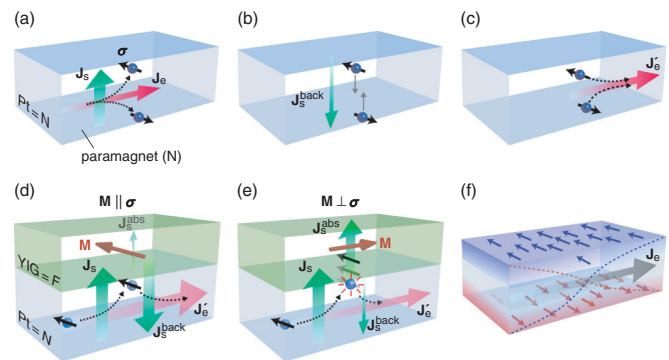 (a)
σ
J_s
J_e
Pt=N
paramagnet (N)
(b)
J_s^back
(c)
J_e′
(d)
M ∥ σ
M
J_s^abs
YIG=F
J_s
J_e′
Pt=N
J_s^back
(e)
M ⊥ σ
J_s^abs
M
J_s
J_e′
J_s^back
(f)
J_e